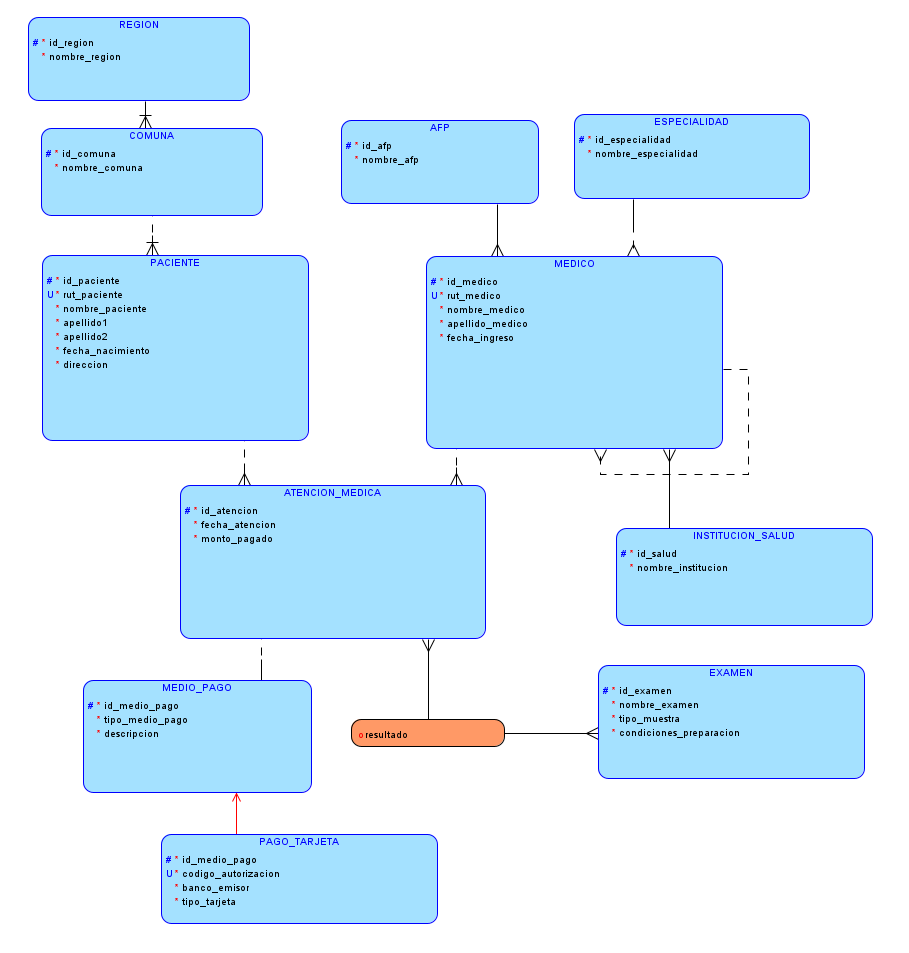 REGION
# * id_region
* nombre_region
COMUNA
# * id_comuna
* nombre_comuna
AFP
# * id_afp
* nombre_afp
ESPECIALIDAD
# * id_especialidad
* nombre_especialidad
PACIENTE
# * id_paciente
U * rut_paciente
* nombre_paciente
* apellido1
* apellido2
* fecha_nacimiento
* direccion
MEDICO
# * id_medico
U * rut_medico
* nombre_medico
* apellido_medico
* fecha_ingreso
ATENCION_MEDICA
# * id_atencion
* fecha_atencion
* monto_pagado
INSTITUCION_SALUD
# * id_salud
* nombre_institucion
MEDIO_PAGO
# * id_medio_pago
* tipo_medio_pago
* descripcion
o resultado
EXAMEN
# * id_examen
* nombre_examen
* tipo_muestra
* condiciones_preparacion
PAGO_TARJETA
# * id_medio_pago
U * codigo_autorizacion
* banco_emisor
* tipo_tarjeta